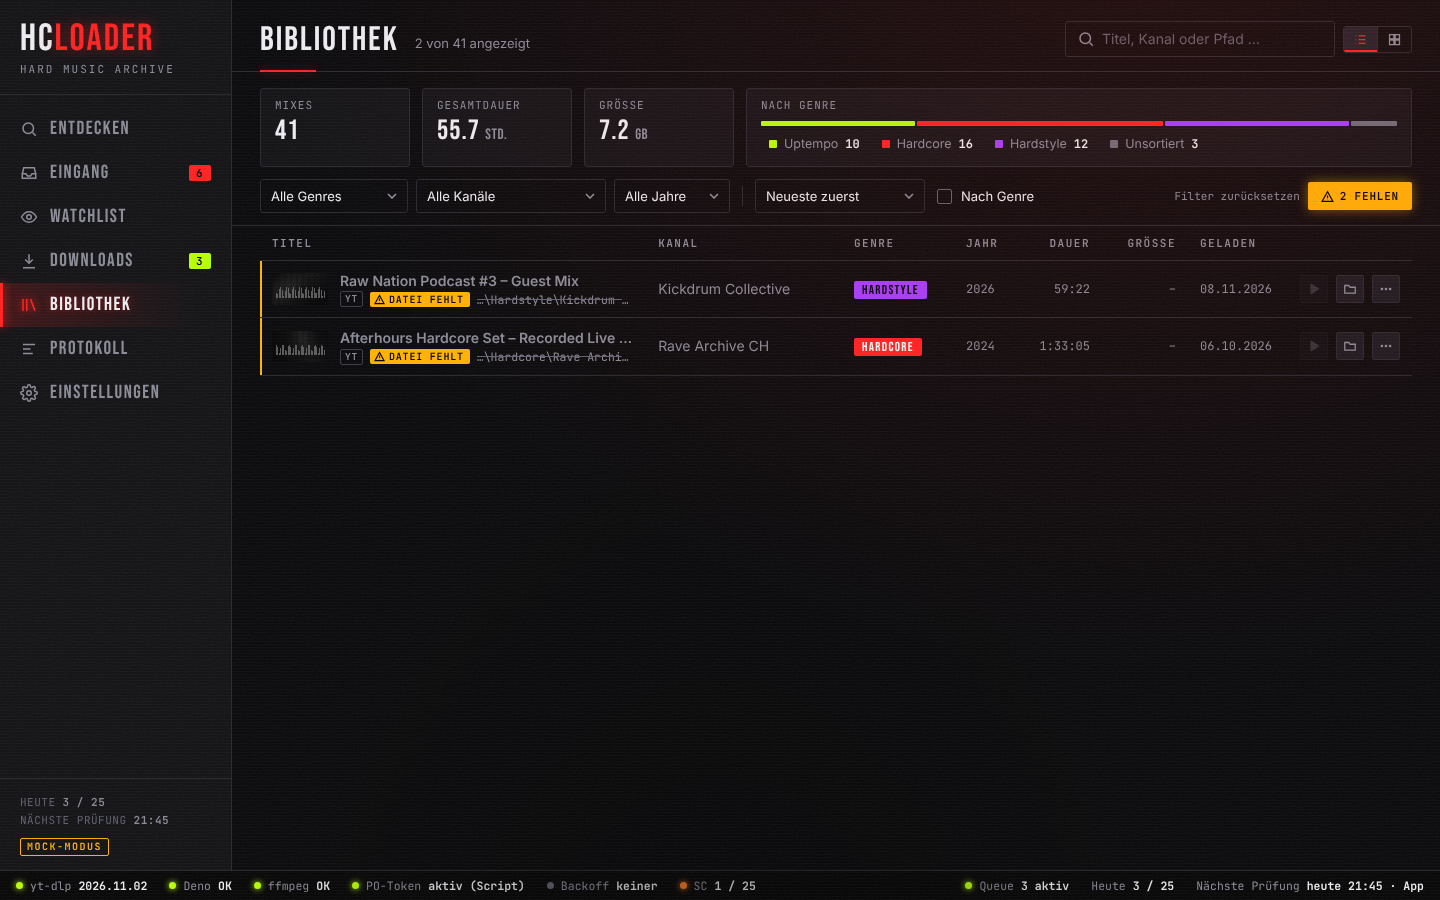 HCLOADER
HARD MUSIC ARCHIVE
ENTDECKEN
EINGANG 6
WATCHLIST
DOWNLOADS 3
BIBLIOTHEK
PROTOKOLL
EINSTELLUNGEN
HEUTE 3 / 25
NÄCHSTE PRÜFUNG 21:45
MOCK-MODUS
BIBLIOTHEK 2 von 41 angezeigt
Titel, Kanal oder Pfad ...
MIXES
41
GESAMTDAUER
55.7 STD.
GRÖSSE
7.2 GB
NACH GENRE
Uptempo 10 Hardcore 16 Hardstyle 12 Unsortiert 3
Alle Genres Alle Kanäle Alle Jahre Neueste zuerst Nach Genre Filter zurücksetzen 2 FEHLEN
TITEL KANAL GENRE JAHR DAUER GRÖSSE GELADEN
Raw Nation Podcast #3 – Guest Mix
YT DATEI FEHLT …\Hardstyle\Kickdrum …
Kickdrum Collective HARDSTYLE 2026 59:22 – 08.11.2026
Afterhours Hardcore Set – Recorded Live …
YT DATEI FEHLT …\Hardcore\Rave Archi…
Rave Archive CH HARDCORE 2024 1:33:05 – 06.10.2026
yt-dlp 2026.11.02 Deno OK ffmpeg OK PO-Token aktiv (Script) Backoff keiner SC 1 / 25 Queue 3 aktiv Heute 3 / 25 Nächste Prüfung heute 21:45 · App